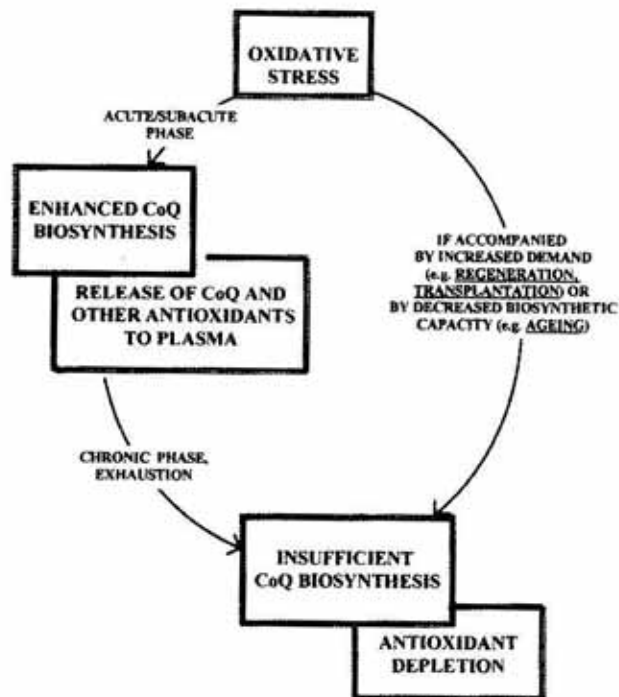 OXIDATIVE
STRESS
ACUTE/SUBACUTE
PHASE
ENHANCED CoQ
BIOSYNTHESIS
RELEASE OF CoQ AND
OTHER ANTIOXIDANTS
TO PLASMA
IF ACCOMPANIED
BY INCREASED DEMAND
(e.g. REGENERATION,
TRANSPLANTATION) OR
BY DECREASED BIOSYNTHETIC
CAPACITY (e.g. AGEING)
CHRONIC PHASE,
EXHAUSTION
INSUFFICIENT
CoQ BIOSYNTHESIS
ANTIOXIDANT
DEPLETION